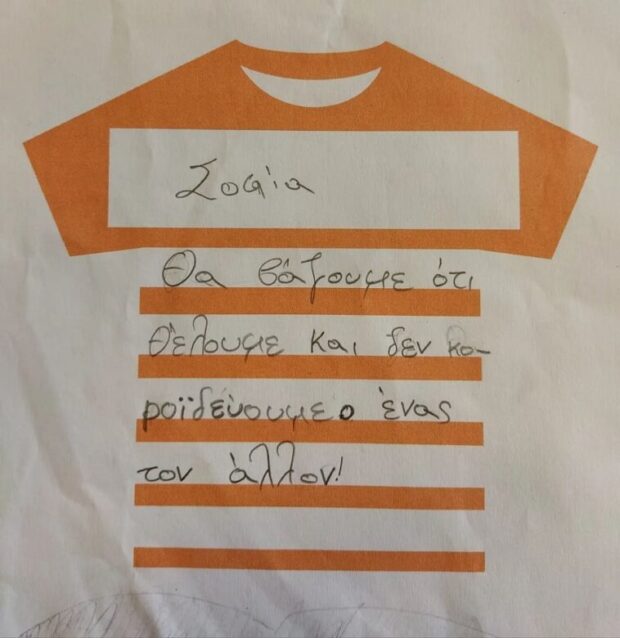 Σοφία
Θα βάζουμε ότι
θέλουμε και δεν κο-
ροϊδεύουμε ο ένας
τον άλλον!